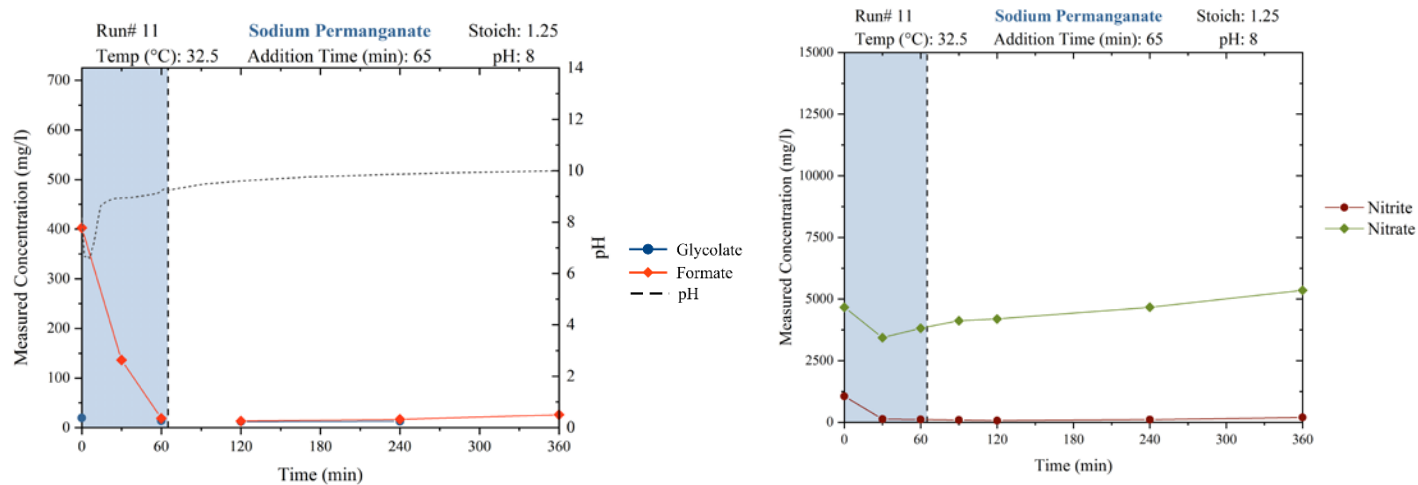 Run# 11 Sodium Permanganate Stoich: 1.25
Temp (°C): 32.5 Addition Time (min): 65 pH: 8
700
600
500
400
300
200
100
0
Measured Concentration (mg/l)
14
12
10
8
6
4
2
0
pH
0 60 120 180 240 300 360
Time (min)
Glycolate
Formate
pH
Run# 11 Sodium Permanganate Stoich: 1.25
Temp (°C): 32.5 Addition Time (min): 65 pH: 8
15000
12500
15000
7500
5000
2500
0
Measured Concentration (mg/l)
0 60 120 180 240 300 360
Time (min)
Nitrite
Nitrate